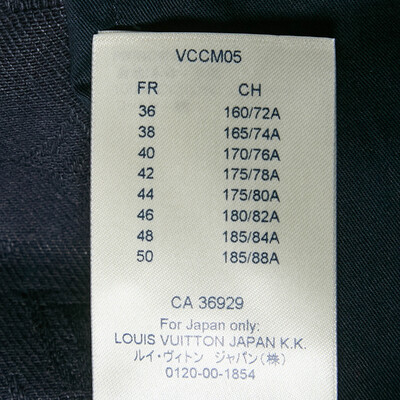 VCCM05
FR CH
36 160/72A
38 165/74A
40 170/76A
42 175/78A
44 175/80A
46 180/82A
48 185/84A
50 185/88A
CA 36929
For Japan only:
LOUIS VUITTON JAPAN K.K.
ルイ・ヴィトン ジャパン(株)
0120-00-1854